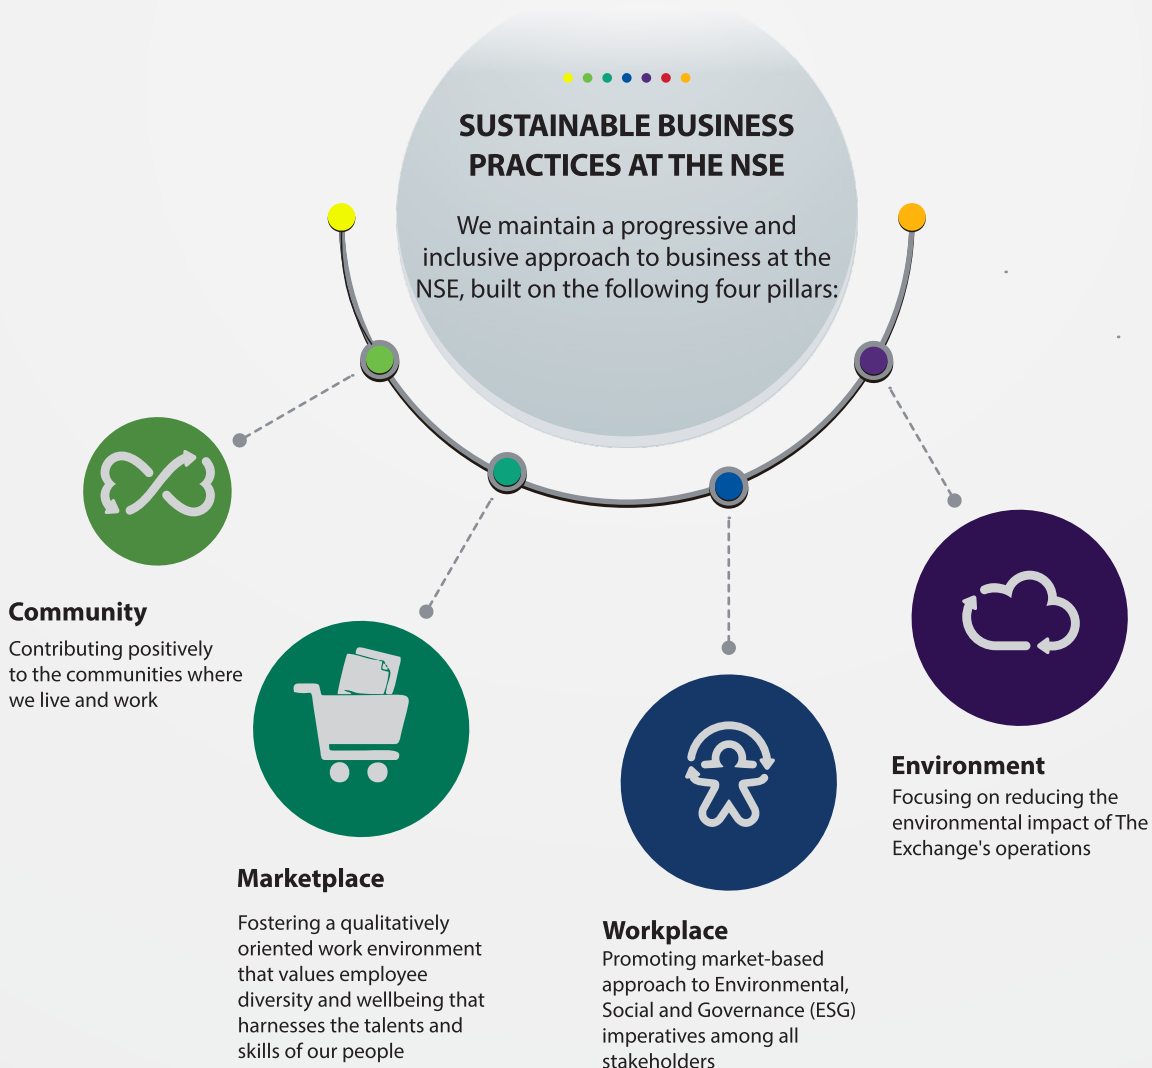 SUSTAINABLE BUSINESS
PRACTICES AT THE NSE
We maintain a progressive and
inclusive approach to business at the
NSE, built on the following four pillars:
Community
Contributing positively
to the communities where
we live and work
Marketplace
Fostering a qualitatively
oriented work environment
that values employee
diversity and wellbeing that
harnesses the talents and
skills of our people
Workplace
Promoting market-based
approach to Environmental,
Social and Governance (ESG)
imperatives among all
stakeholders
Environment
Focusing on reducing the
environmental impact of The
Exchange's operations